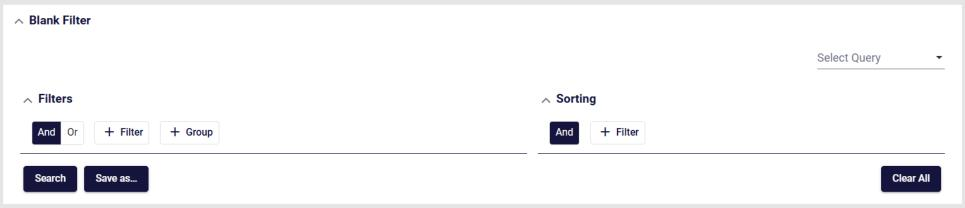 Blank Filter
Select Query
Filters
Sorting
And Or + Filter + Group
And + Filter
Search Save as... Clear All